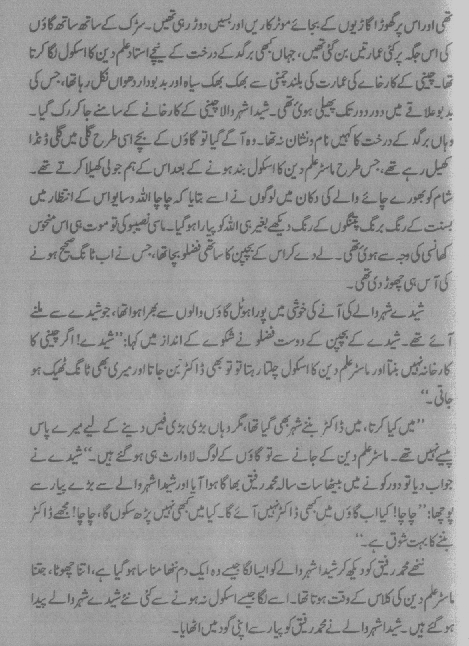 تھی اور اس پر گھوڑا گاڑیوں کے بجائے موٹر کاریں اور بسیں دوڑ رہی تھیں۔ سڑک کے ساتھ ساتھ گاؤں
کی اس جگہ پر کئی عمارتیں بن گئی تھیں، جہاں کبھی برگد کے درخت کے نیچے استاد علم دین کا اسکول لگا کرتا
تھا۔ چینی کے کارخانے کی عمارت کی بلند چمنی سے بھک بھک سیاہ اور بدبودار دھواں نکل رہا تھا، جس کی
بدبو علاقے میں دور دور تک پھیلی ہوئی تھی۔ شیدا شہر والا چینی کے کارخانے کے سامنے جا کر رک گیا۔
وہاں برگد کے درخت کا کہیں نام و نشان نہ تھا۔ وہ آگے گیا تو گاؤں کے بچے اسی طرح گلی میں گلی ڈنڈا
کھیل رہے تھے، جس طرح ماسٹر علم دین کا اسکول بند ہونے کے بعد اس کے ہم جولی کھیلا کرتے تھے۔
شام کو بھورے چائے والے کی دکان میں لوگوں نے اسے بتایا کہ چاچا اللہ وسایو اس کے انتظار میں
بسنت کے رنگ برنگ پتنگوں کے رنگ دیکھے بغیر ہی اللہ کو پیارا ہو گیا۔ ماسی نصیبو کی تو موت ہی اس منحوس
کھانسی کی وجہ سے ہوئی تھی۔ لے دے کر اس کے بچپن کا ساتھی فضلو بچا تھا، جس نے اب ٹانگ صحیح ہونے
کی آس ہی چھوڑ دی تھی۔
شیدے شہر والے کی آنے کی خوشی میں پورا ہوٹل گاؤں والوں سے بھرا ہوا تھا، جو شیدے سے ملنے
آئے تھے۔ شیدے کے بچپن کے دوست فضلو نے شکوے کے انداز میں کہا: ’’شیدے! اگر چینی کا
کارخانہ نہیں بنتا اور ماسٹر علم دین کا اسکول چلتا رہتا تو تو بھی ڈاکٹر بن جاتا اور میری بھی ٹانگ ٹھیک ہو
جاتی۔‘‘
’’میں کیا کرتا، میں ڈاکٹر بننے شہر بھی گیا تھا، مگر وہاں بڑی بڑی فیس دینے کے لیے میرے پاس
پیسے نہیں تھے۔ ماسٹر علم دین کے جانے سے تو گاؤں کے لوگ لاوارث ہی ہو گئے ہیں۔‘‘ شیدے نے
جواب دیا تو دور کونے میں بیٹھا سات سالہ محمد رفیق بھاگا ہوا آیا اور شیدا شہر والے سے بڑے پیار سے
پوچھا: ’’چاچا! کیا اب گاؤں میں کبھی ڈاکٹر نہیں آئے گا۔ کیا میں کبھی نہیں پڑھ سکوں گا، چاچا! مجھے ڈاکٹر
بننے کا بہت شوق ہے۔‘‘
ننھے محمد رفیق کو دیکھ کر شیدا شہر والے کو ایسا لگا جیسے وہ ایک دم ننھا منا سا ہو گیا ہے، اتنا چھوٹا، جتنا
ماسٹر علم دین کی کلاس کے وقت ہوتا تھا۔ اسے لگا جیسے اسکول نہ ہونے سے کئی نئے شیدے شہر والے پیدا
ہو گئے ہیں۔ شیدا شہر والے نے محمد رفیق کو پیار سے اپنی گود میں اٹھایا۔